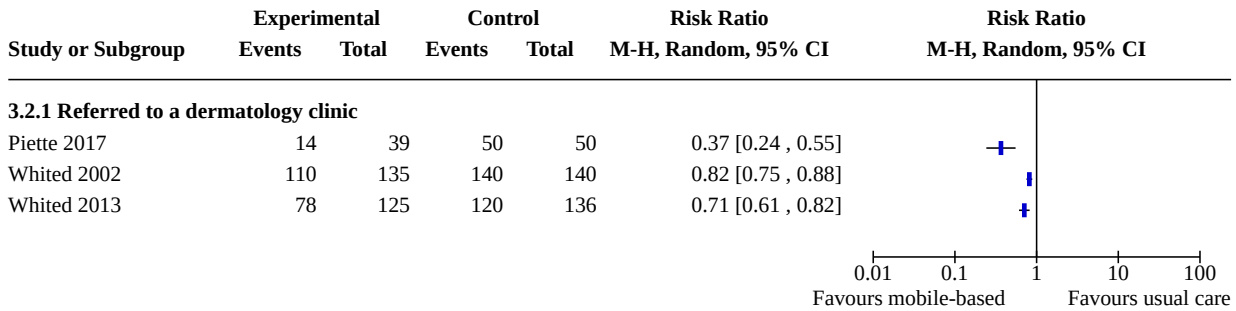 Experimental Control Risk Ratio Risk Ratio
Study or Subgroup Events Total Events Total M-H, Random, 95% CI M-H, Random, 95% CI
3.2.1 Referred to a dermatology clinic
Piette 2017 14 39 50 50 0.37 [0.24 , 0.55]
Whited 2002 110 135 140 140 0.82 [0.75 , 0.88]
Whited 2013 78 125 120 136 0.71 [0.61 , 0.82]
0.01 0.1 1 10 100
Favours mobile-based Favours usual care